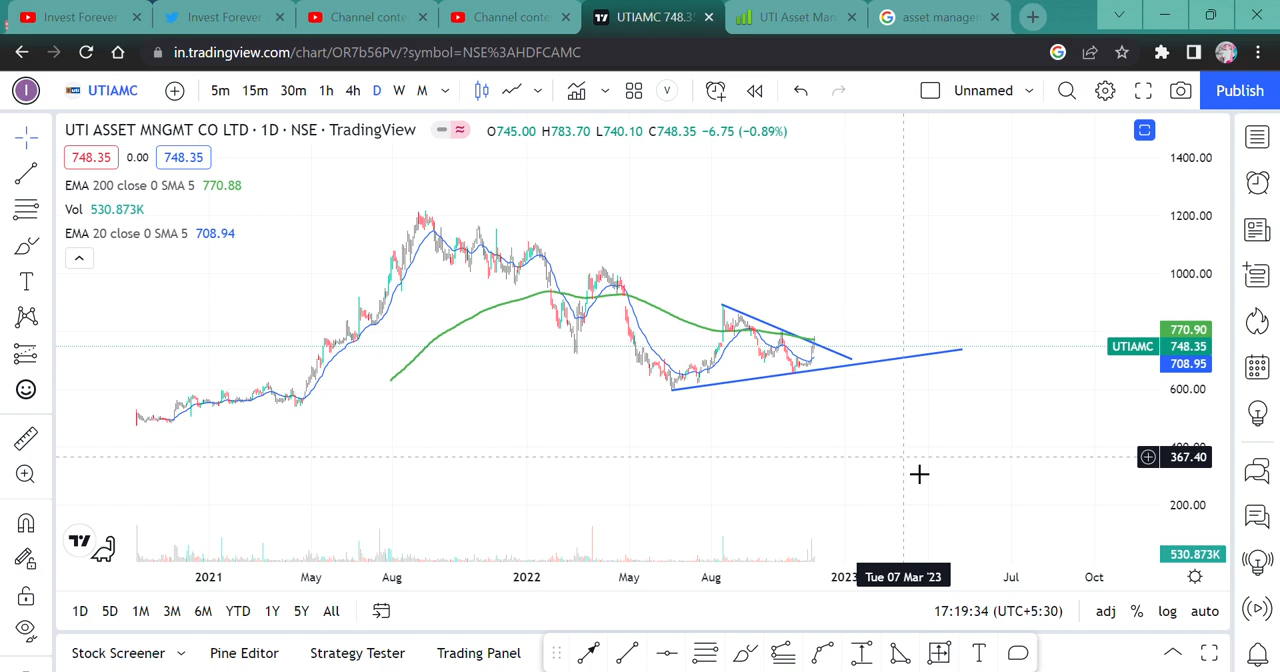 Invest Forever
Invest Forever
Channel conte
Channel conte
UTIAMC 748.3
UTI Asset Man
asset manager
in.tradingview.com/chart/OR7b56Pv/?symbol=NSE%3AHDFCAMC
I UTIAMC 5m 15m 30m 1h 4h D W M V Unnamed Publish
UTI ASSET MNGMT CO LTD · 1D · NSE · TradingView O745.00 H783.70 L740.10 C748.35 −6.75 (−0.89%)
748.35 0.00 748.35
EMA 200 close 0 SMA 5 770.88
Vol 530.873K
EMA 20 close 0 SMA 5 708.94
1400.00
1200.00
1000.00
770.90
UTIAMC 748.35
708.95
600.00
400.00
367.40
200.00
530.873K
2021 May Aug 2022 May Aug 2023 Tue 07 Mar '23 Jul Oct
1D 5D 1M 3M 6M YTD 1Y 5Y All 17:19:34 (UTC+5:30) adj % log auto
Stock Screener Pine Editor Strategy Tester Trading Panel